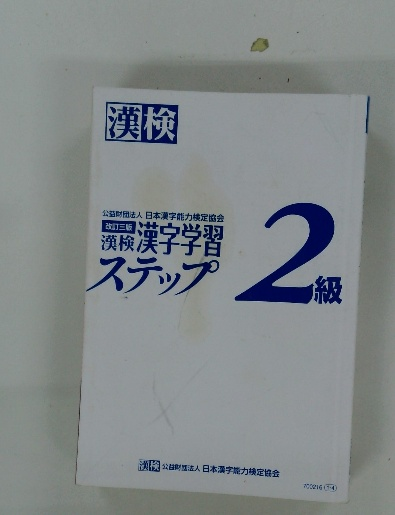 漢検
公益財団法人 日本漢字能力検定協会
改訂三版
漢検 漢字学習
ステップ 2級
漢検 公益財団法人 日本漢字能力検定協会